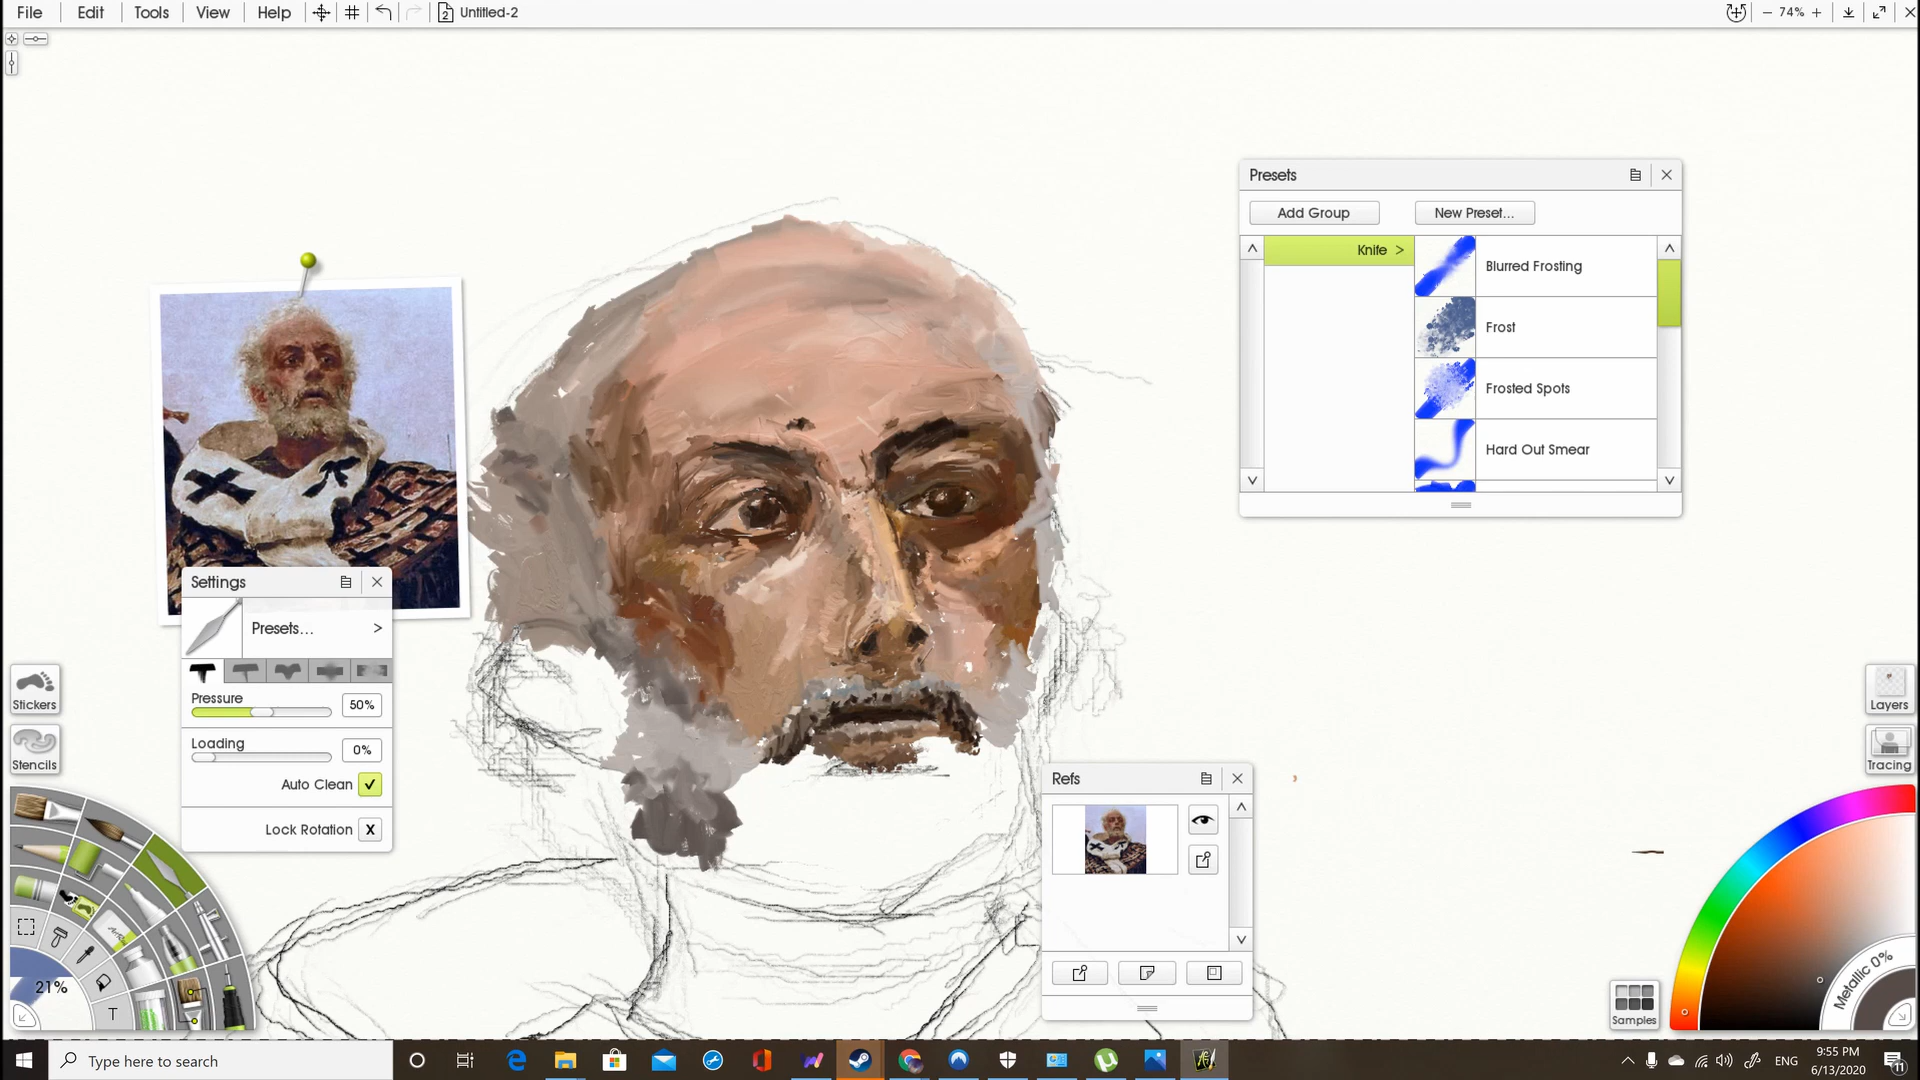 File Edit Tools View Help Untitled-2 74%
Presets
Add Group New Preset...
Knife > Blurred Frosting
Frost
Frosted Spots
Hard Out Smear
Settings
Presets... >
Pressure
50%
Loading
0%
Auto Clean
Lock Rotation X
Stickers
Stencils
21%
T
Refs
Layers
Tracing
Metallic 0%
Samples
Type here to search
ENG
9:55 PM
6/13/2020
11